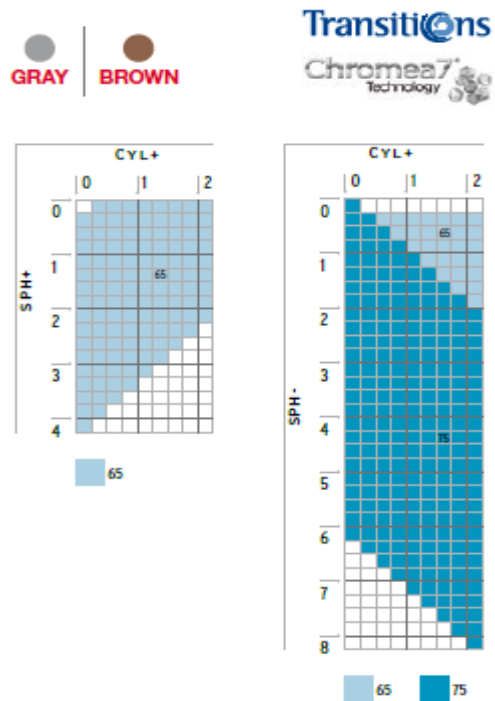 Transitions
GRAY BROWN
Chromea7
Technology
CYL+
0 1 2
SPH+
0
1
2
3
4
65
65
CYL+
0 1 2
SPH-
0
1
2
3
4
5
6
7
8
65
75
65 75